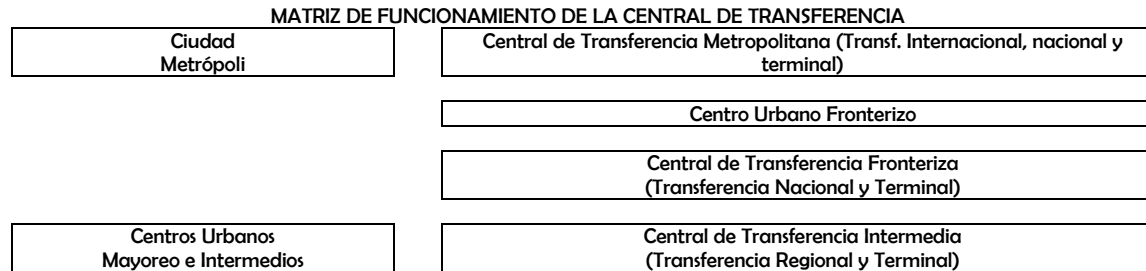 MATRIZ DE FUNCIONAMIENTO DE LA CENTRAL DE TRANSFERENCIA
Ciudad
Metrópoli
Central de Transferencia Metropolitana (Transf. Internacional, nacional y
terminal)
Centro Urbano Fronterizo
Central de Transferencia Fronteriza
(Transferencia Nacional y Terminal)
Centros Urbanos
Mayoreo e Intermedios
Central de Transferencia Intermedia
(Transferencia Regional y Terminal)